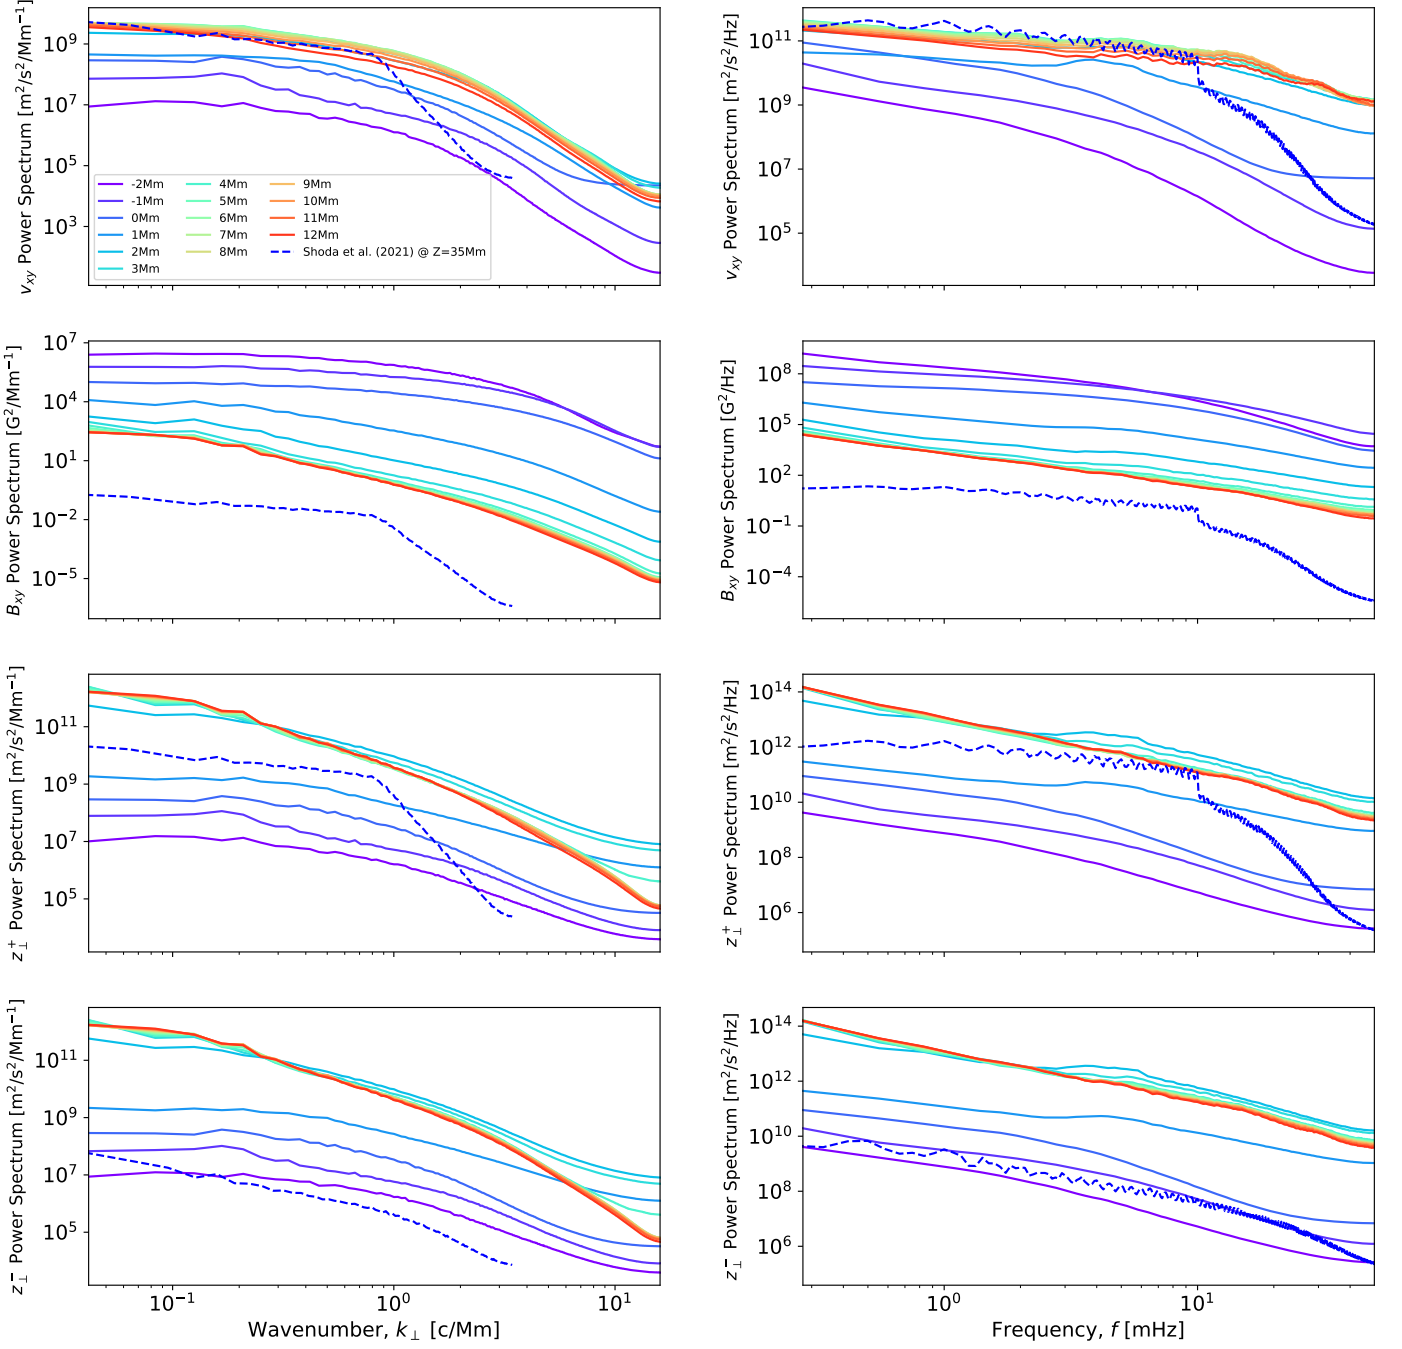 10⁹
10⁷
10⁵
10³
v_xy Power Spectrum [m²/s²/Mm⁻¹]
-2Mm
-1Mm
0Mm
1Mm
2Mm
3Mm
4Mm
5Mm
6Mm
7Mm
8Mm
9Mm
10Mm
11Mm
12Mm
Shoda et al. (2021) @ Z=35Mm
10¹¹
10⁹
10⁷
10⁵
v_xy Power Spectrum [m²/s²/Hz]
10⁷
10⁴
10¹
10⁻²
10⁻⁵
B_xy Power Spectrum [G²/Mm⁻¹]
10⁸
10⁵
10²
10⁻¹
10⁻⁴
B_xy Power Spectrum [G²/Hz]
10¹¹
10⁹
10⁷
10⁵
z⊥⁺ Power Spectrum [m²/s²/Mm⁻¹]
10¹⁴
10¹²
10¹⁰
10⁸
10⁶
z⊥⁺ Power Spectrum [m²/s²/Hz]
10¹¹
10⁹
10⁷
10⁵
z⊥⁻ Power Spectrum [m²/s²/Mm⁻¹]
10⁻¹
10⁰
10¹
Wavenumber, k⊥ [c/Mm]
10¹⁴
10¹²
10¹⁰
10⁸
10⁶
z⊥⁻ Power Spectrum [m²/s²/Hz]
10⁰
10¹
Frequency, f [mHz]